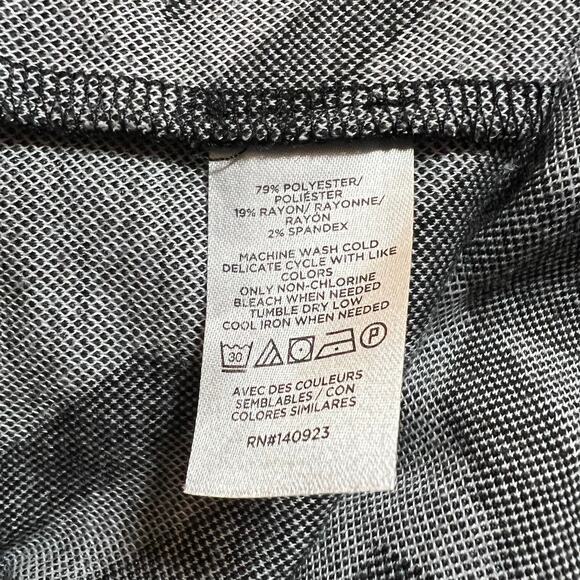 79% POLYESTER/
POLIÉSTER
19% RAYON/ RAYONNE/
RAYÓN
2% SPANDEX
MACHINE WASH COLD
DELICATE CYCLE WITH LIKE
COLORS
ONLY NON-CHLORINE
BLEACH WHEN NEEDED
TUMBLE DRY LOW
COOL IRON WHEN NEEDED
30 P
AVEC DES COULEURS
SEMBLABLES / CON
COLORES SIMILARES
RN#140923